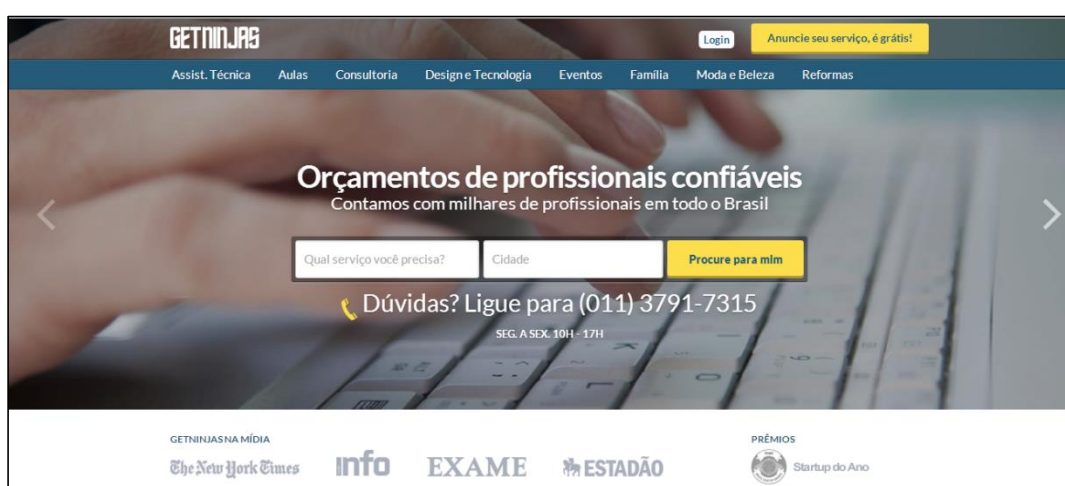 GETNINJAS
Login
Anuncie seu serviço, é grátis!
Assist. Técnica Aulas Consultoria Design e Tecnologia Eventos Família Moda e Beleza Reformas
Orçamentos de profissionais confiáveis
Contamos com milhares de profissionais em todo o Brasil
Qual serviço você precisa? Cidade Procure para mim
Dúvidas? Ligue para (011) 3791-7315
SEG. A SEX. 10H - 17H
GETNINJAS NA MÍDIA PRÊMIOS
The New York Times info EXAME ESTADÃO Startup do Ano